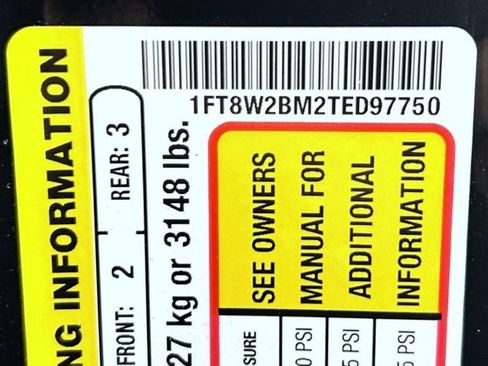 1FT8W2BM2TED97750
NG INFORMATION
FRONT: 2 REAR: 3
27 kg or 3148 lbs.
SEE OWNERS
MANUAL FOR
ADDITIONAL
INFORMATION
SURE
0 PSI
5 PSI
5 PSI